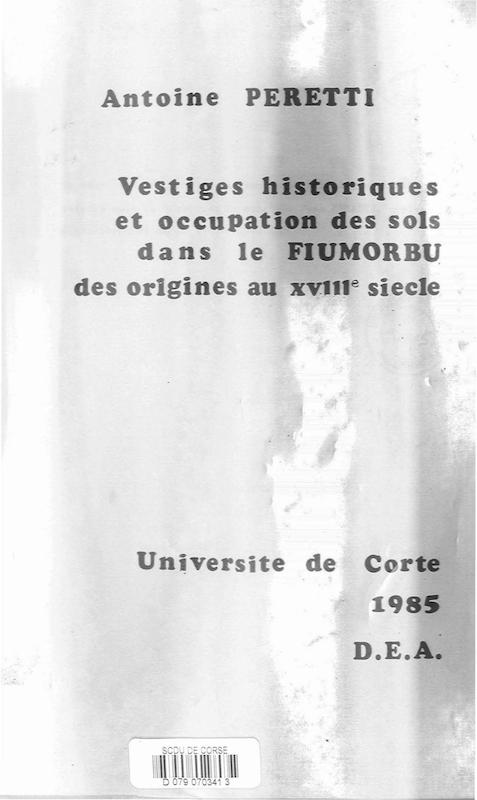 Antoine PERETTI
Vestiges historiques
et occupation des sols
dans le FIUMORBU
des origines au XVIIIe siecle
Universite de Corte
1985
D.E.A.
SCDU DE CORSE
D 079 070341 3